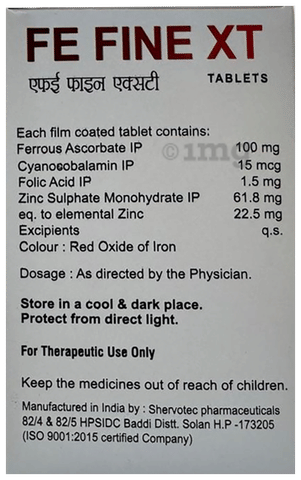 FE FINE XT
एफई फाइन एक्सटी TABLETS
Each film coated tablet contains:
Ferrous Ascorbate IP 100 mg
Cyanocobalamin IP 15 mcg
Folic Acid IP 1.5 mg
Zinc Sulphate Monohydrate IP 61.8 mg
eq. to elemental Zinc 22.5 mg
Excipients q.s.
Colour : Red Oxide of Iron
Dosage : As directed by the Physician.
Store in a cool & dark place.
Protect from direct light.
For Therapeutic Use Only
Keep the medicines out of reach of children.
Manufactured in India by : Shervotec pharmaceuticals
82/4 & 82/5 HPSIDC Baddi Distt. Solan H.P -173205
(ISO 9001:2015 certified Company)
1mg